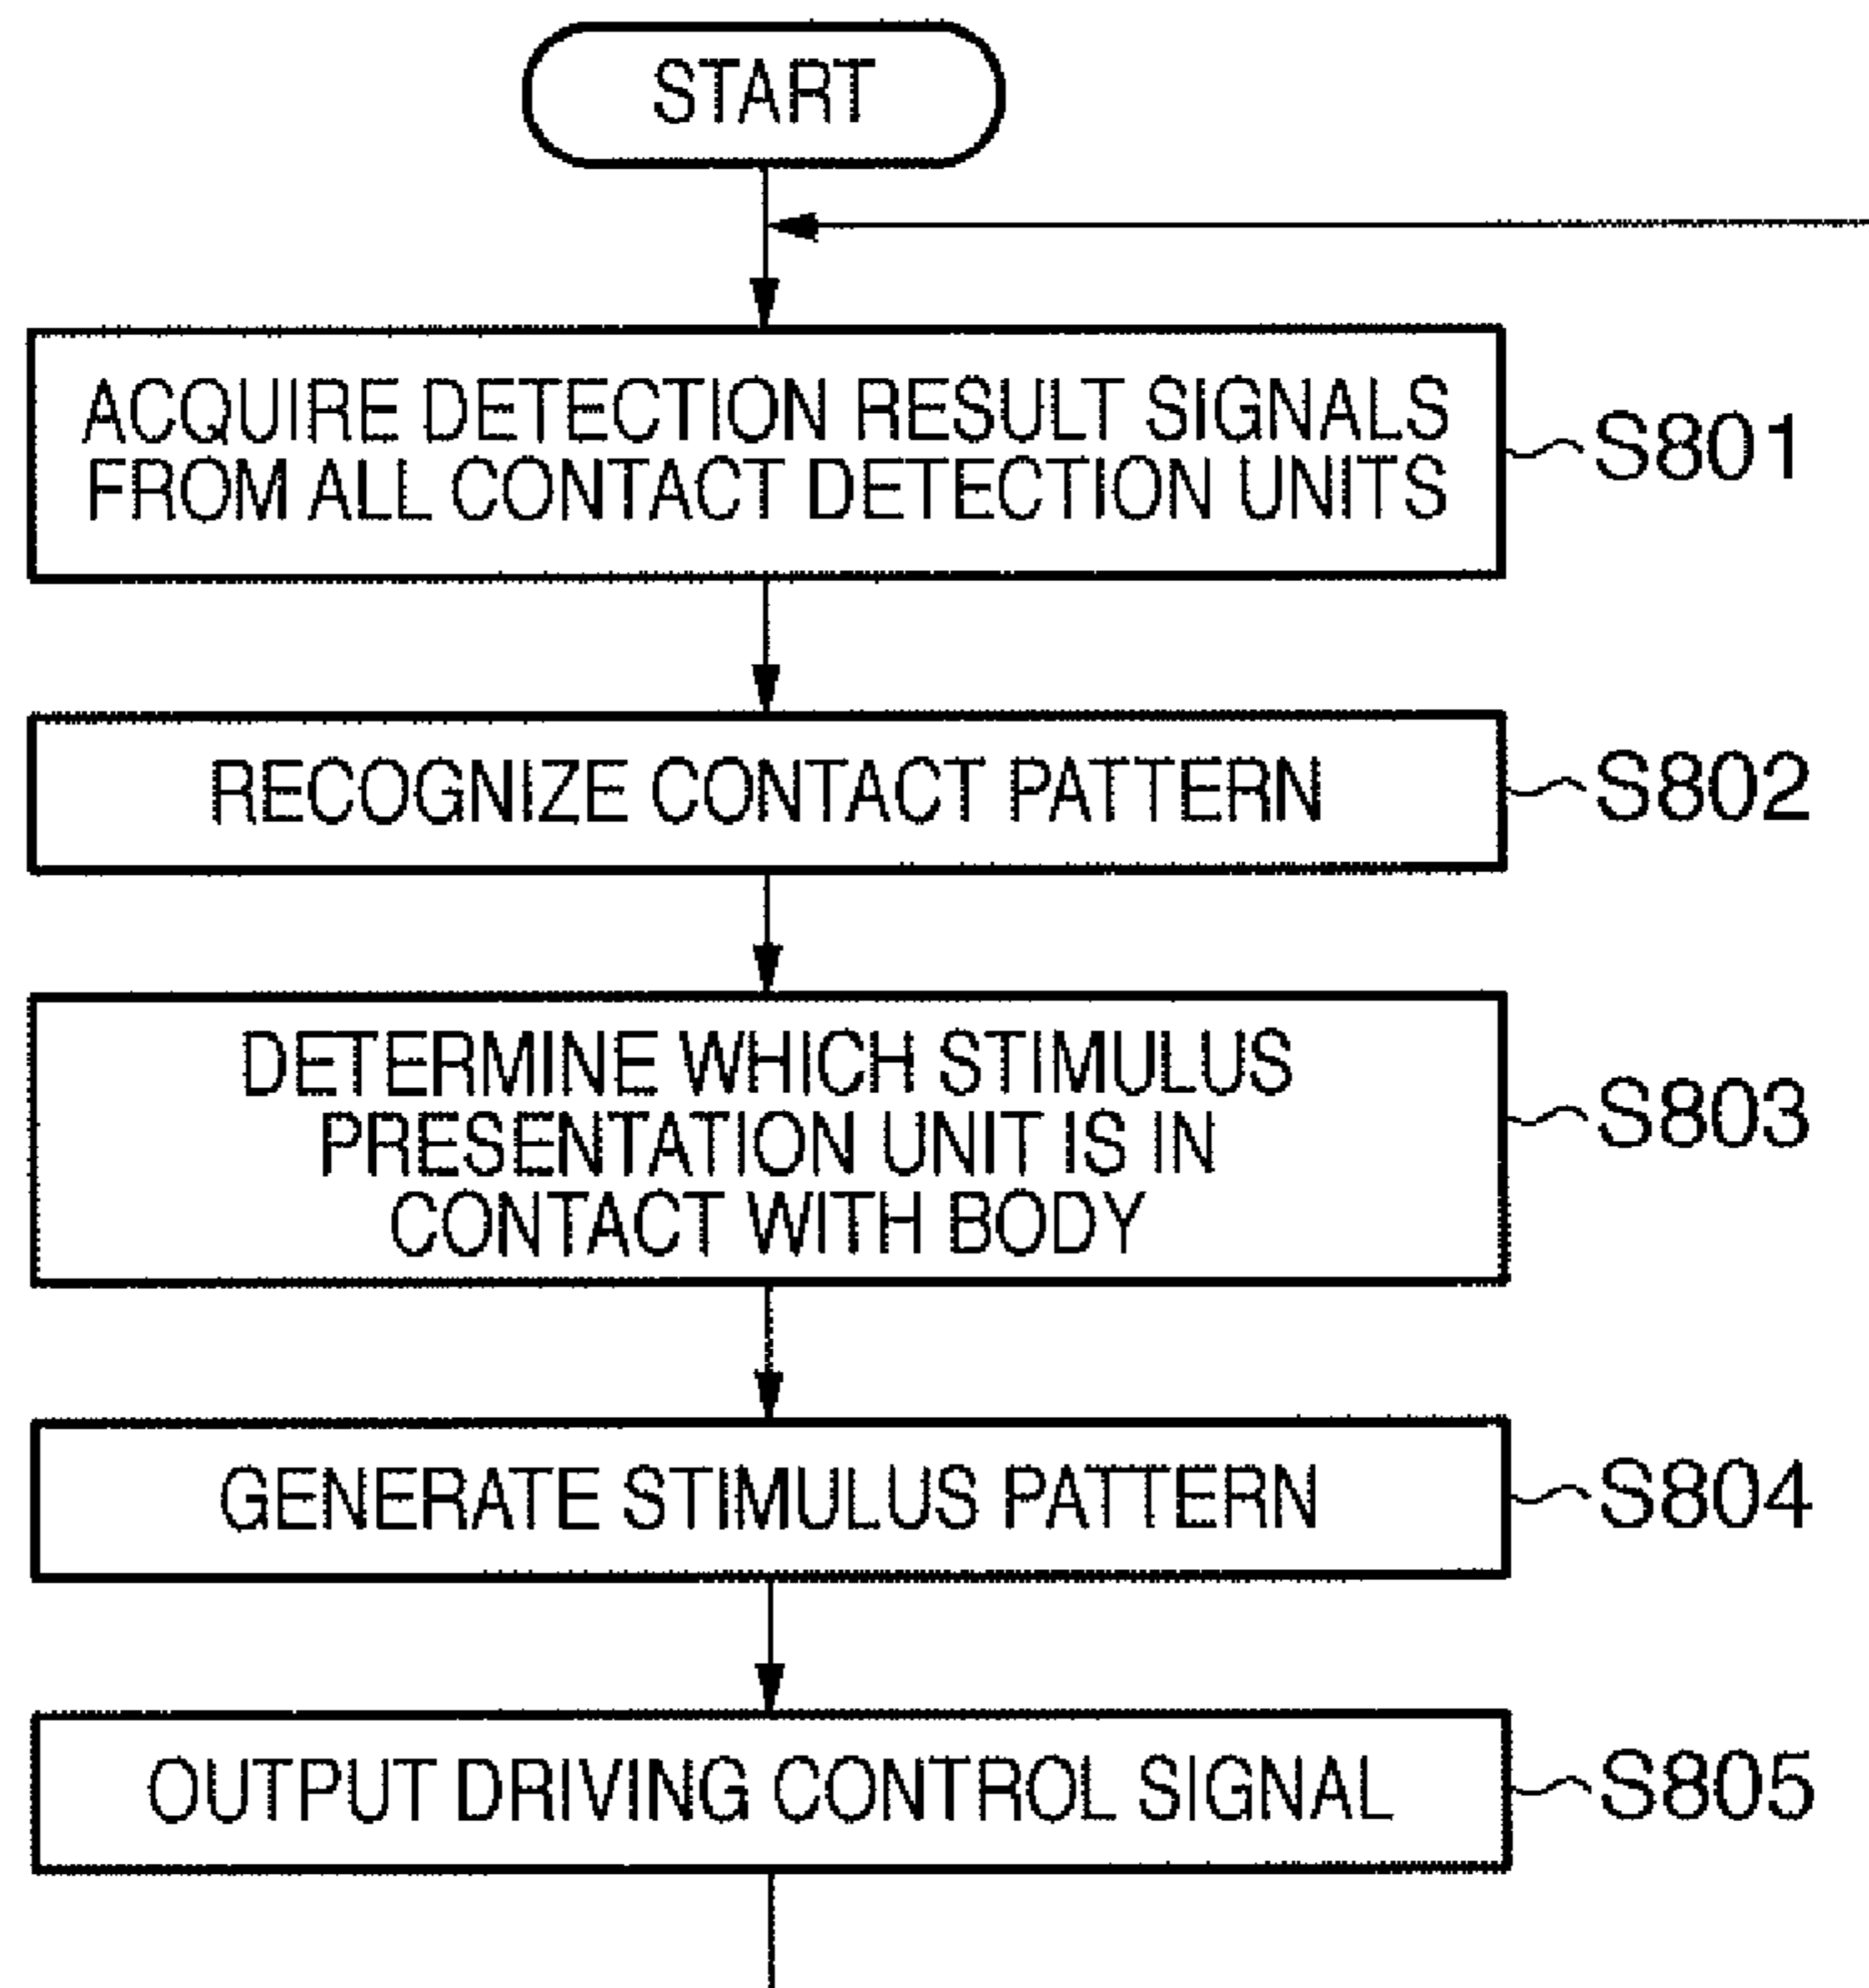 START
ACQUIRE DETECTION RESULT SIGNALS
FROM ALL CONTACT DETECTION UNITS
S801
RECOGNIZE CONTACT PATTERN
S802
DETERMINE WHICH STIMULUS
PRESENTATION UNIT IS IN
CONTACT WITH BODY
S803
GENERATE STIMULUS PATTERN
S804
OUTPUT DRIVING CONTROL SIGNAL
S805